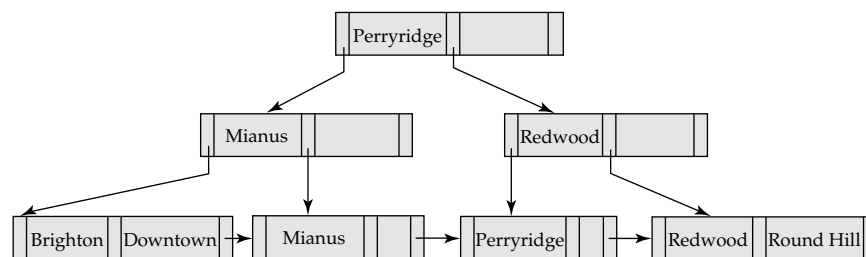 Perryridge
Mianus
Redwood
Brighton Downtown
Mianus
Perryridge
Redwood Round Hill